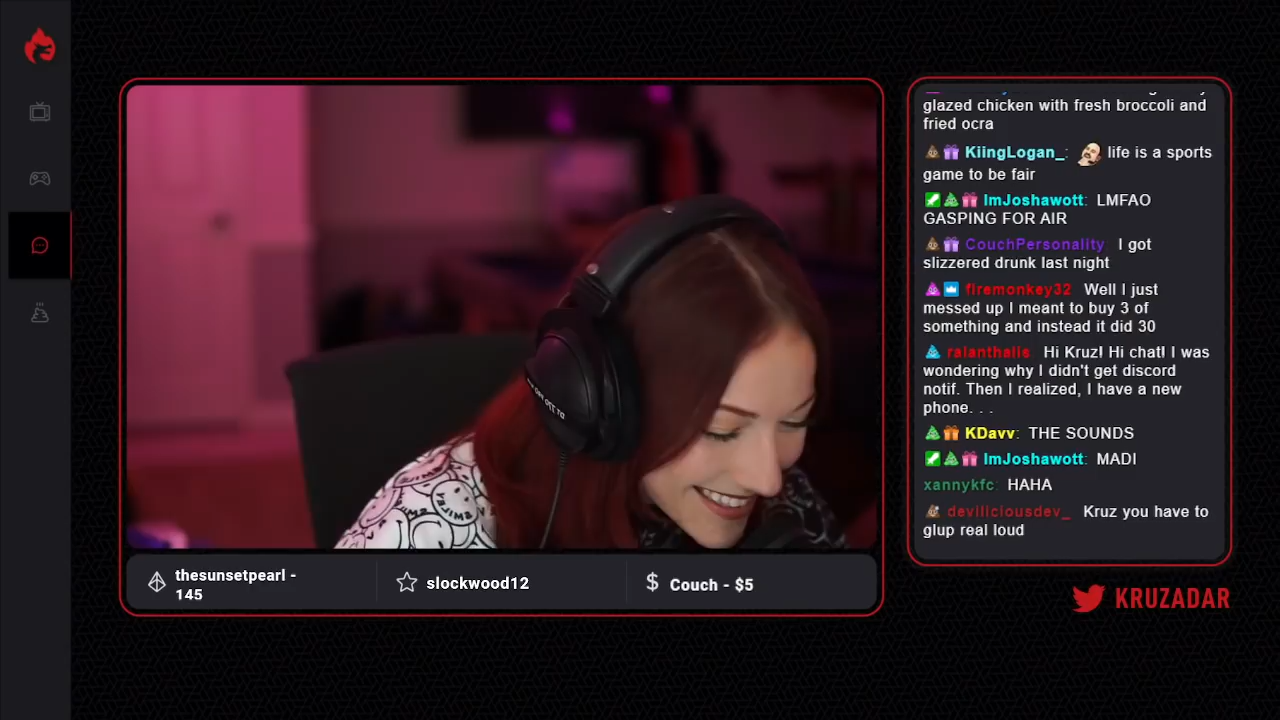 glazed chicken with fresh broccoli and
fried ocra
KiingLogan_: life is a sports
game to be fair
ImJoshawott: LMFAO
GASPING FOR AIR
CouchPersonality: I got
slizzered drunk last night
firemonkey32 Well I just
messed up I meant to buy 3 of
something and instead it did 30
ralanthalis Hi Kruz! Hi chat! I was
wondering why I didn't get discord
notif. Then I realized, I have a new
phone. . .
KDavv: THE SOUNDS
ImJoshawott: MADI
xannykfc: HAHA
deviliciousdev_ Kruz you have to
glup real loud
thesunsetpearl -
145
slockwood12
$ Couch - $5
KRUZADAR